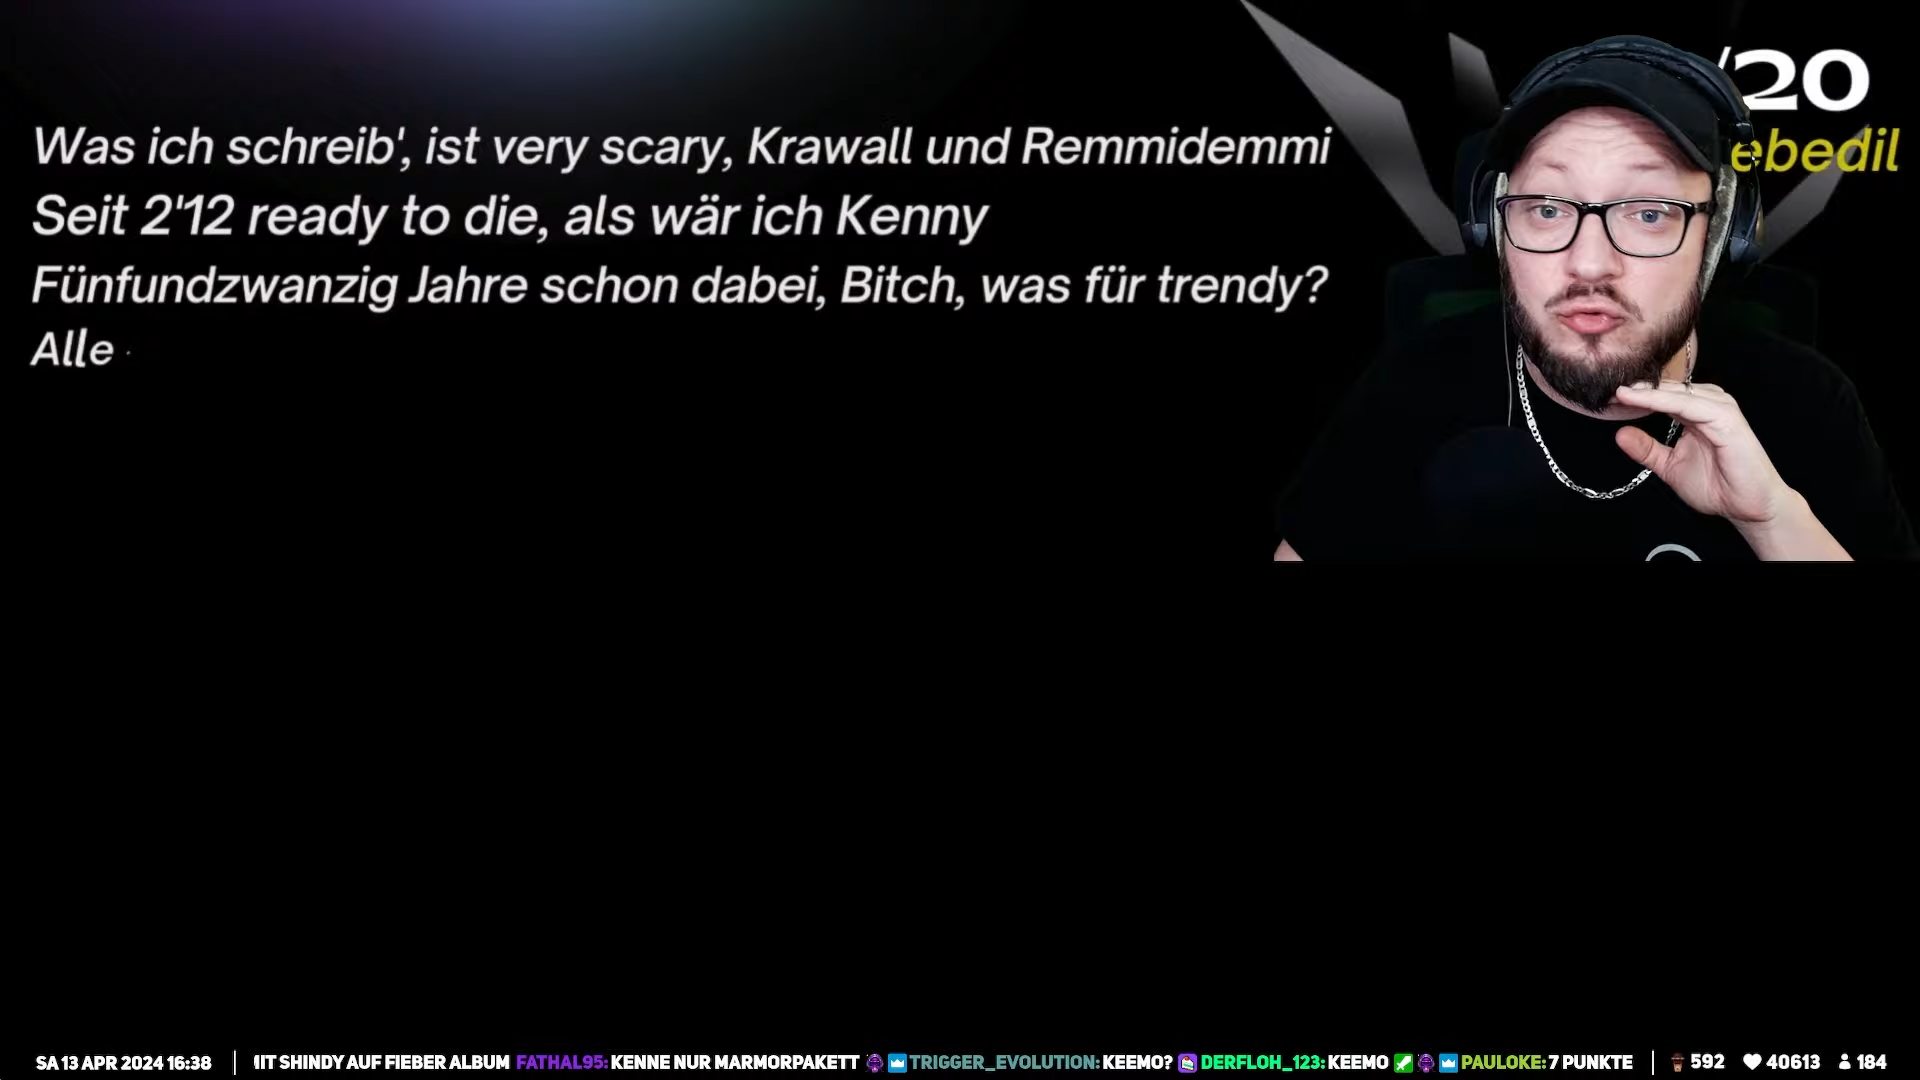 /20
ebedil
Was ich schreib', ist very scary, Krawall und Remmidemmi
Seit 2'12 ready to die, als wär ich Kenny
Fünfundzwanzig Jahre schon dabei, Bitch, was für trendy?
Alle
SA 13 APR 2024 16:38 IIT SHINDY AUF FIEBER ALBUM FATHAL95: KENNE NUR MARMORPAKETT TRIGGER_EVOLUTION: KEEMO? DERFLOH_123: KEEMO PAULOKE: 7 PUNKTE 592 40613 184